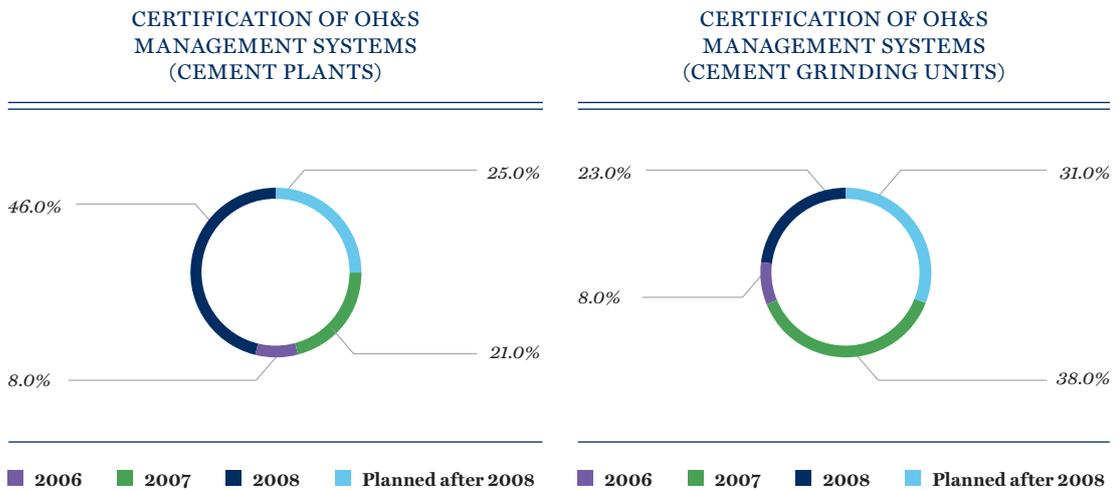 CERTIFICATION OF OH&S
MANAGEMENT SYSTEMS
(CEMENT PLANTS)
25.0%
46.0%
21.0%
8.0%
2006
2007
2008
Planned after 2008
CERTIFICATION OF OH&S
MANAGEMENT SYSTEMS
(CEMENT GRINDING UNITS)
23.0%
31.0%
8.0%
38.0%
2006
2007
2008
Planned after 2008